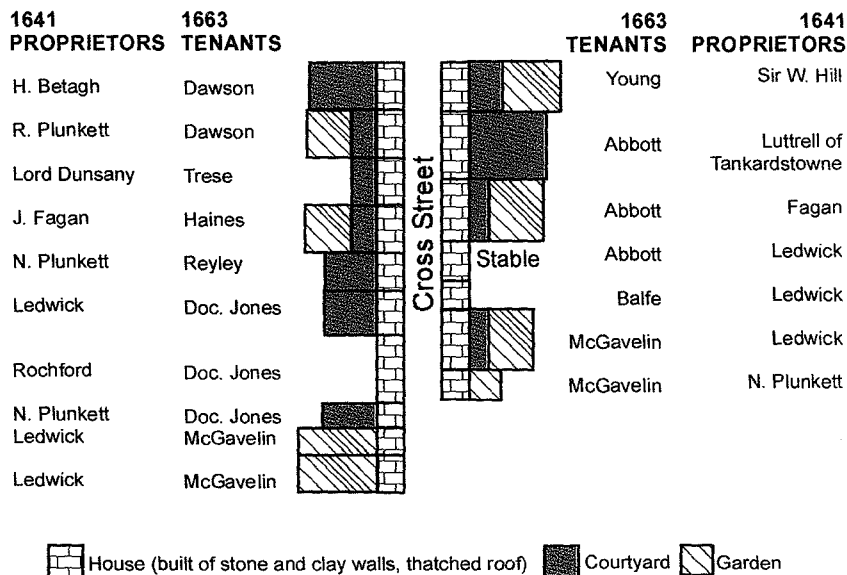 1641 PROPRIETORS
1663 TENANTS
H. Betagh Dawson
R. Plunkett Dawson
Lord Dunsany Trese
J. Fagan Haines
N. Plunkett Reyley
Ledwick Doc. Jones
Rochford Doc. Jones
N. Plunkett Doc. Jones
Ledwick McGavelin
Ledwick McGavelin
Cross Street
1663 TENANTS
1641 PROPRIETORS
Young Sir W. Hill
Abbott Luttrell of
Tankardstowne
Abbott Fagan
Stable
Abbott Ledwick
Balfe Ledwick
McGavelin Ledwick
McGavelin N. Plunkett
House (built of stone and clay walls, thatched roof) Courtyard Garden